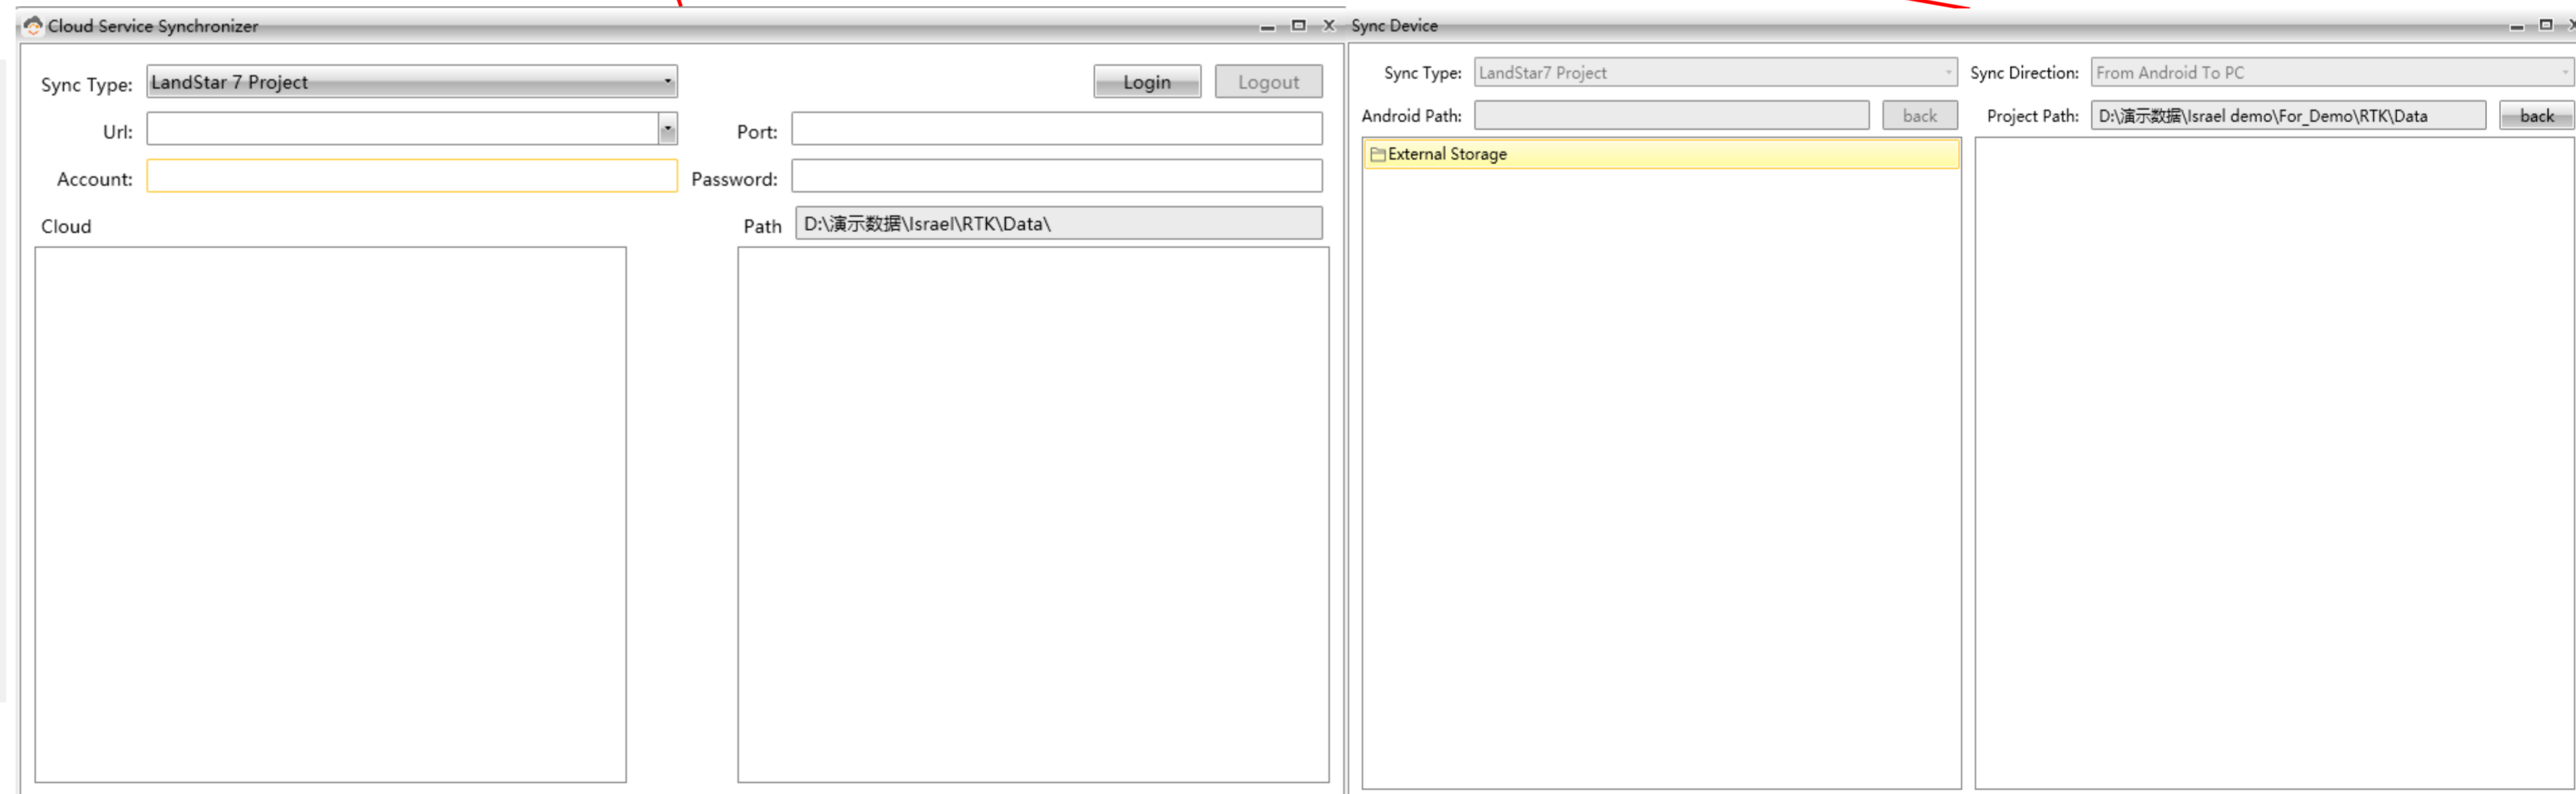 Cloud Service Synchronizer
Sync Type: LandStar 7 Project Login Logout
Url: Port:
Account: Password:
Cloud Path D:\演示数据\Israel\RTK\Data\
Sync Device
Sync Type: LandStar7 Project Sync Direction: From Android To PC
Android Path: back Project Path: D:\演示数据\Israel demo\For_Demo\RTK\Data back
External Storage